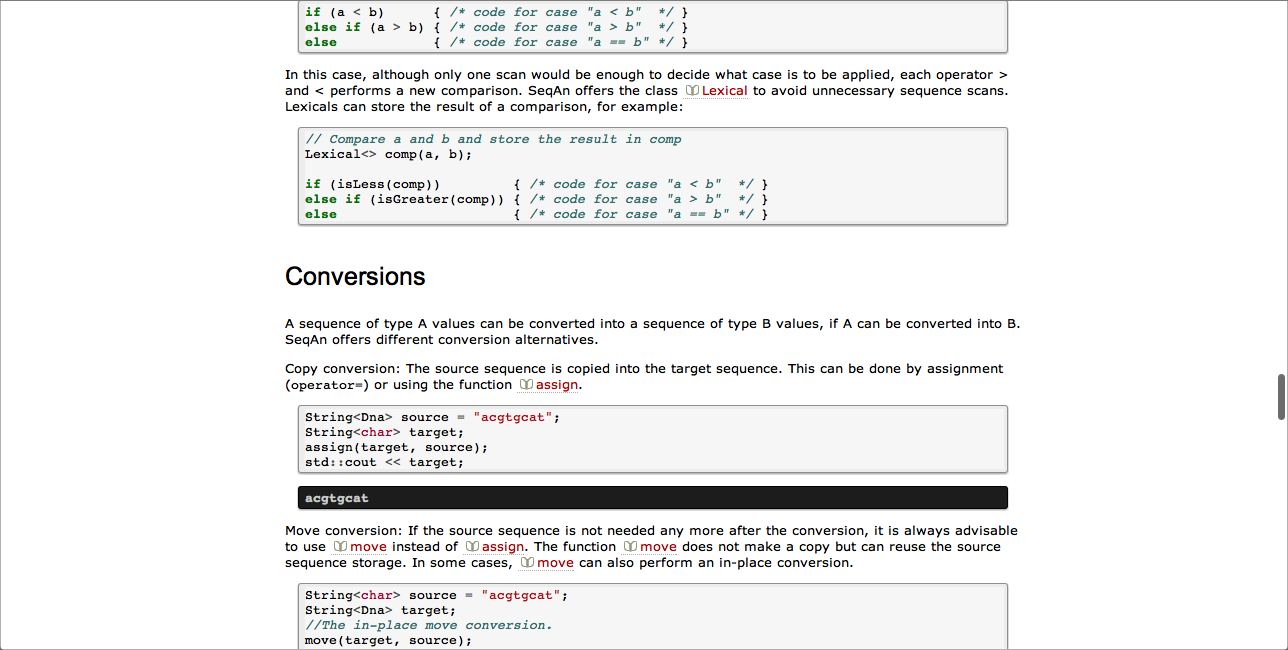 if (a < b)      { /* code for case "a < b"  */ }
else if (a > b) { /* code for case "a > b"  */ }
else            { /* code for case "a == b" */ }
In this case, although only one scan would be enough to decide what case is to be applied, each operator >
and < performs a new comparison. SeqAn offers the class Lexical to avoid unnecessary sequence scans.
Lexicals can store the result of a comparison, for example:
// Compare a and b and store the result in comp
Lexical<> comp(a, b);
if (isLess(comp))         { /* code for case "a < b"  */ }
else if (isGreater(comp)) { /* code for case "a > b"  */ }
else                      { /* code for case "a == b" */ }
Conversions
A sequence of type A values can be converted into a sequence of type B values, if A can be converted into B.
SeqAn offers different conversion alternatives.
Copy conversion: The source sequence is copied into the target sequence. This can be done by assignment
(operator=) or using the function assign.
String<Dna> source = "acgtgcat";
String<char> target;
assign(target, source);
std::cout << target;
acgtgcat
Move conversion: If the source sequence is not needed any more after the conversion, it is always advisable
to use move instead of assign. The function move does not make a copy but can reuse the source
sequence storage. In some cases, move can also perform an in-place conversion.
String<char> source = "acgtgcat";
String<Dna> target;
//The in-place move conversion.
move(target, source);